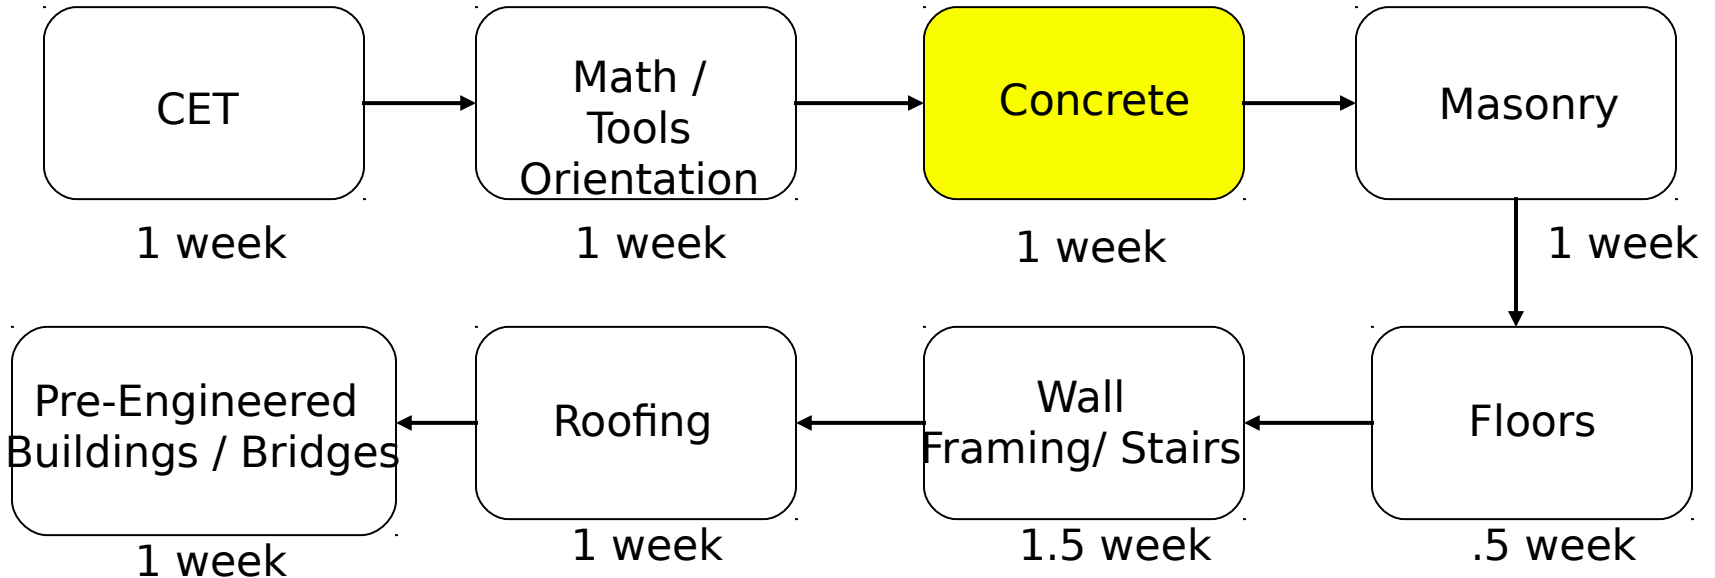 CET
Math /
Tools
Orientation
Concrete
Masonry
1 week
1 week
1 week
1 week
Pre-Engineered
Buildings / Bridges
Roofing
Wall
Framing/ Stairs
Floors
1 week
1 week
1.5 week
.5 week